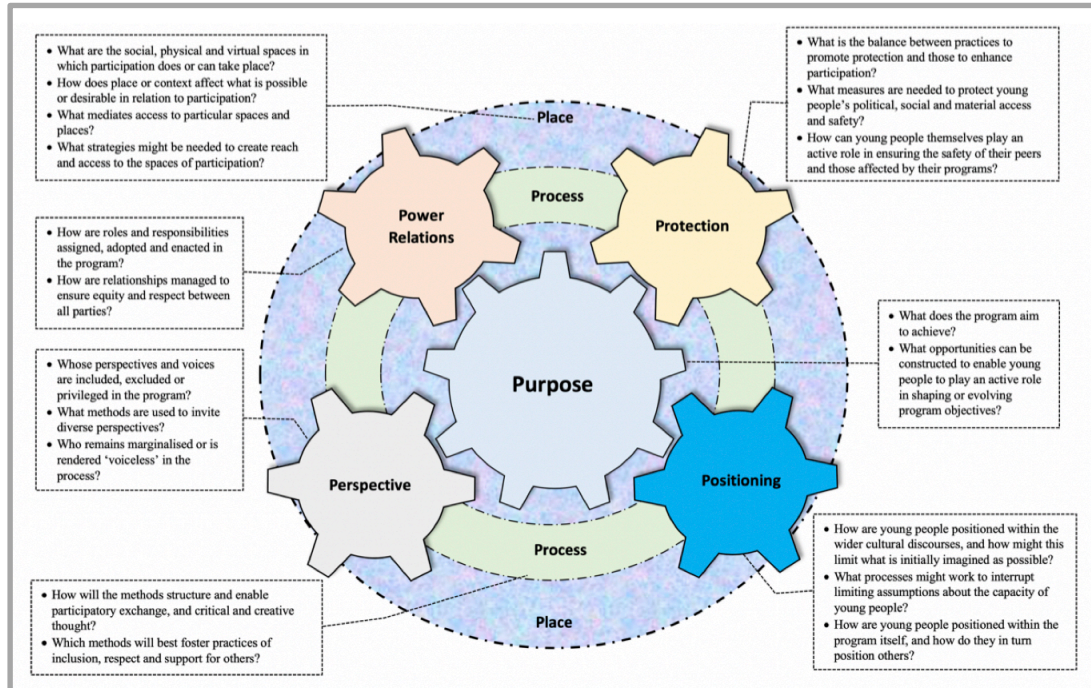 • What are the social, physical and virtual spaces in
which participation does or can take place?
• How does place or context affect what is possible
or desirable in relation to participation?
• What mediates access to particular spaces and
places?
• What strategies might be needed to create reach
and access to the spaces of participation?
• What is the balance between practices to
promote protection and those to enhance
participation?
• What measures are needed to protect young
people's political, social and material access
and safety?
• How can young people themselves play an
active role in ensuring the safety of their peers
and those affected by their programs?
Place
Process
Power
Relations
Protection
• How are roles and responsibilities
assigned, adopted and enacted in
the program?
• How are relationships managed to
ensure equity and respect between
all parties?
• What does the program aim
to achieve?
• What opportunities can be
constructed to enable young
people to play an active role
in shaping or evolving
program objectives?
Purpose
• Whose perspectives and voices
are included, excluded or
privileged in the program?
• What methods are used to invite
diverse perspectives?
• Who remains marginalised or is
rendered ‘voiceless’ in the
process?
Perspective
Positioning
Process
• How will the methods structure and enable
participatory exchange, and critical and creative
thought?
• Which methods will best foster practices of
inclusion, respect and support for others?
Place
• How are young people positioned within the
wider cultural discourses, and how might this
limit what is initially imagined as possible?
• What processes might work to interrupt
limiting assumptions about the capacity of
young people?
• How are young people positioned within the
program itself, and how do they in turn
position others?